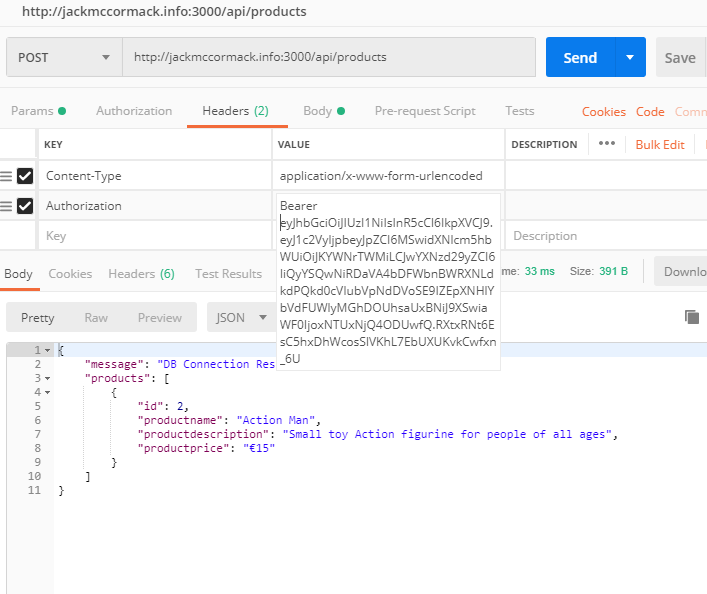 http://jackmccormack.info:3000/api/products
POST http://jackmccormack.info:3000/api/products Send Save
Params Authorization Headers (2) Body Pre-request Script Tests Cookies Code Comm
KEY VALUE DESCRIPTION ••• Bulk Edit
Content-Type application/x-www-form-urlencoded
Authorization Bearer
Key Description
Body Cookies Headers (6) Test Results me: 33 ms Size: 391 B Downlo
Pretty Raw Preview JSON
1 {
2 "message": "DB Connection Res
3 "products": [
4 {
5 "id": 2,
6 "productname": "Action Man",
7 "productdescription": "Small toy Action figurine for people of all ages",
8 "productprice": "€15"
9 }
10 ]
11 }